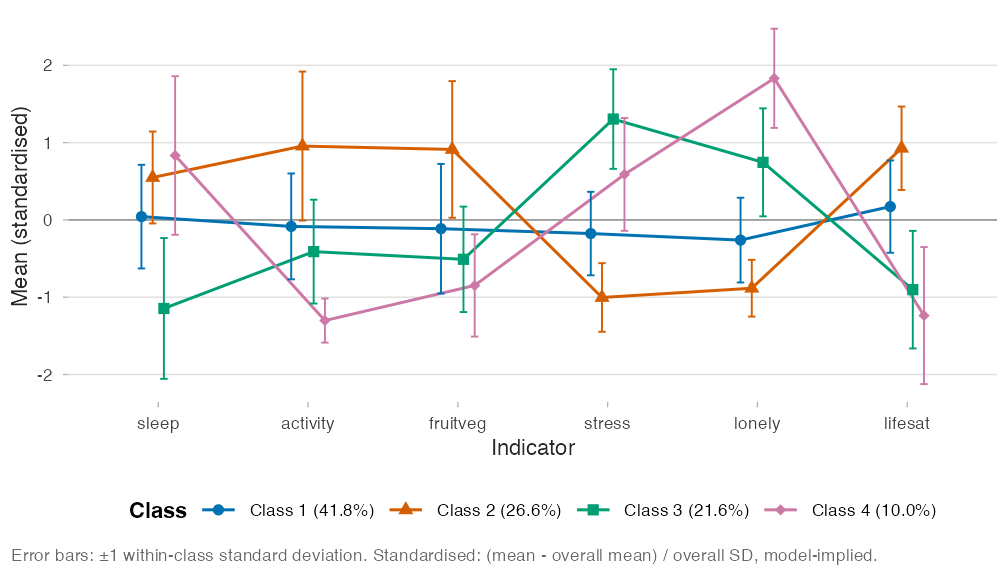 Mean (standardised)
2
1
0
-1
-2
sleep activity fruitveg stress lonely lifesat
Indicator
Class Class 1 (41.8%) Class 2 (26.6%) Class 3 (21.6%) Class 4 (10.0%)
Error bars: ±1 within-class standard deviation. Standardised: (mean - overall mean) / overall SD, model-implied.